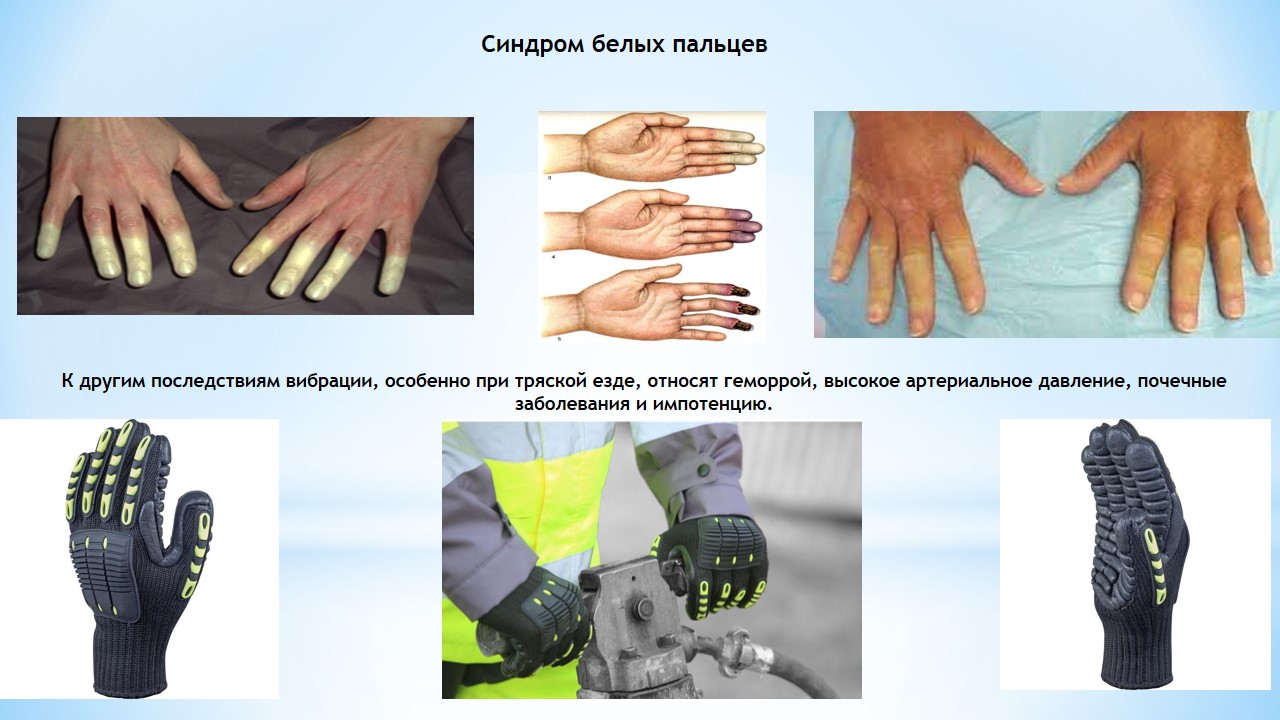 Синдром белых пальцев
К другим последствиям вибрации, особенно при тряской езде, относят геморрой, высокое артериальное давление, почечные
заболевания и импотенцию.